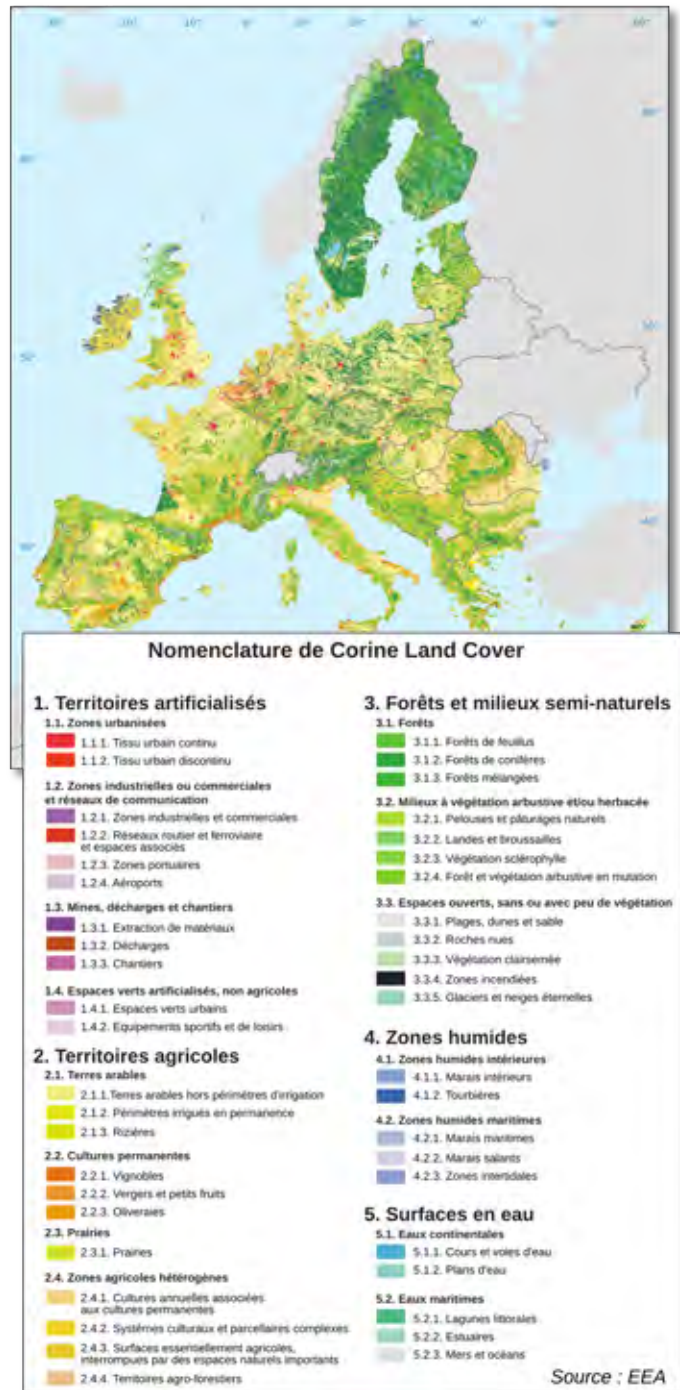 Nomenclature de Corine Land Cover
1. Territoires artificialisés
1.1. Zones urbanisées
1.1.1. Tissu urbain continu
1.1.2. Tissu urbain discontinu
1.2. Zones industrielles ou commerciales
et réseaux de communication
1.2.1. Zones industrielles et commerciales
1.2.2. Réseaux routier et ferroviaire
et espaces associés
1.2.3. Zones portuaires
1.2.4. Aéroports
1.3. Mines, décharges et chantiers
1.3.1. Extraction de matériaux
1.3.2. Décharges
1.3.3. Chantiers
1.4. Espaces verts artificialisés, non agricoles
1.4.1. Espaces verts urbains
1.4.2. Equipements sportifs et de loisirs
2. Territoires agricoles
2.1. Terres arables
2.1.1.Terres arables hors périmètres d'irrigation
2.1.2. Périmètres irrigués en permanence
2.1.3. Rizières
2.2. Cultures permanentes
2.2.1. Vignobles
2.2.2. Vergers et petits fruits
2.2.3. Oliveraies
2.3. Prairies
2.3.1. Prairies
2.4. Zones agricoles hétérogènes
2.4.1. Cultures annuelles associées
aux cultures permanentes
2.4.2. Systèmes culturaux et parcellaires complexes
2.4.3. Surfaces essentiellement agricoles,
interrompues par des espaces naturels importants
2.4.4. Territoires agro-forestiers
3. Forêts et milieux semi-naturels
3.1. Forêts
3.1.1. Forêts de feuillus
3.1.2. Forêts de conifères
3.1.3. Forêts mélangées
3.2. Milieux à végétation arbustive et/ou herbacée
3.2.1. Pelouses et pâturages naturels
3.2.2. Landes et broussailles
3.2.3. Végétation sclérophylle
3.2.4. Forêt et végétation arbustive en mutation
3.3. Espaces ouverts, sans ou avec peu de végétation
3.3.1. Plages, dunes et sable
3.3.2. Roches nues
3.3.3. Végétation clairsemée
3.3.4. Zones incendiées
3.3.5. Glaciers et neiges éternelles
4. Zones humides
4.1. Zones humides intérieures
4.1.1. Marais intérieurs
4.1.2. Tourbières
4.2. Zones humides maritimes
4.2.1. Marais maritimes
4.2.2. Marais salants
4.2.3. Zones intertidales
5. Surfaces en eau
5.1. Eaux continentales
5.1.1. Cours et voies d'eau
5.1.2. Plans d'eau
5.2. Eaux maritimes
5.2.1. Lagunes littorales
5.2.2. Estuaires
5.2.3. Mers et océans
Source : EEA